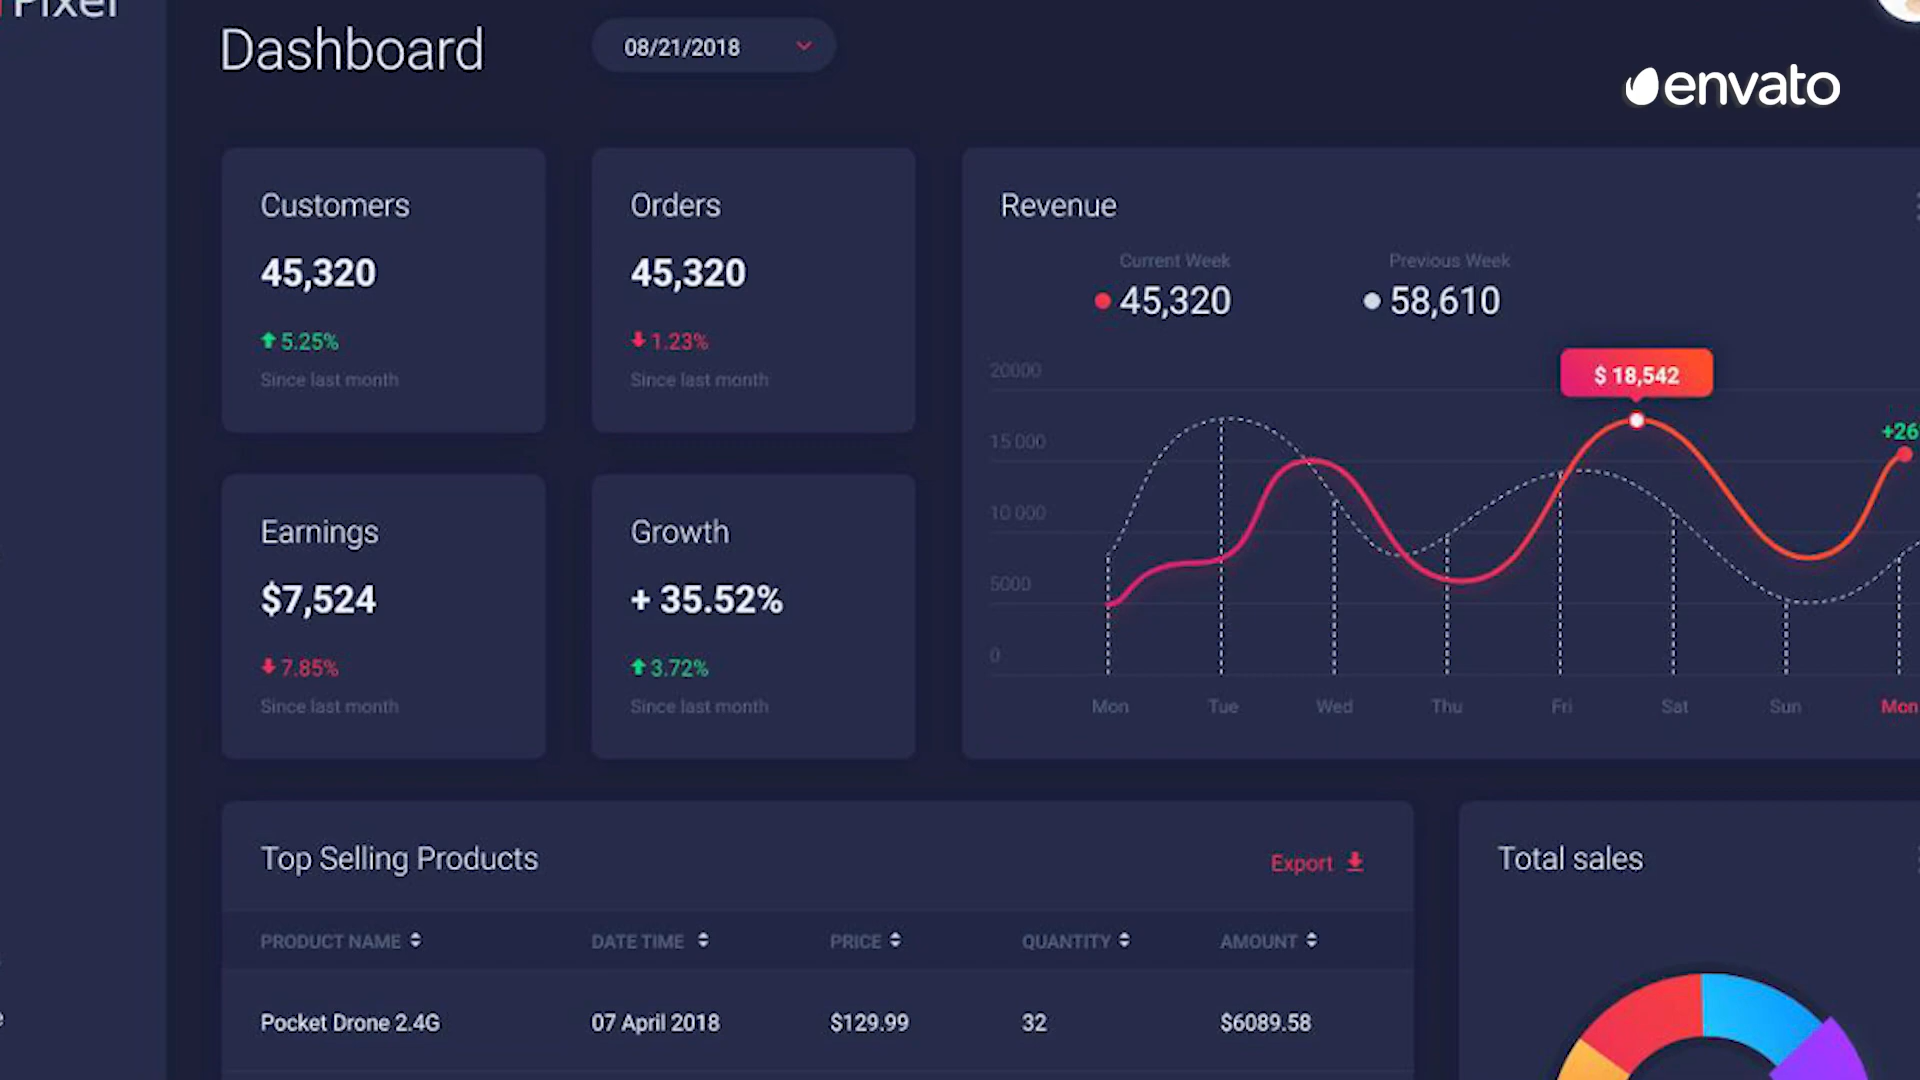 Pixel
Dashboard
08/21/2018
envato
Customers
45,320
5.25%
Since last month
Orders
45,320
1.23%
Since last month
Revenue
Current Week
45,320
Previous Week
58,610
20000
15 000
10 000
5000
0
$ 18,542
+26
Mon Tue Wed Thu Fri Sat Sun Mon
Earnings
$7,524
7.85%
Since last month
Growth
+ 35.52%
3.72%
Since last month
Top Selling Products
Export
PRODUCT NAME DATE TIME PRICE QUANTITY AMOUNT
Pocket Drone 2.4G 07 April 2018 $129.99 32 $6089.58
Total sales